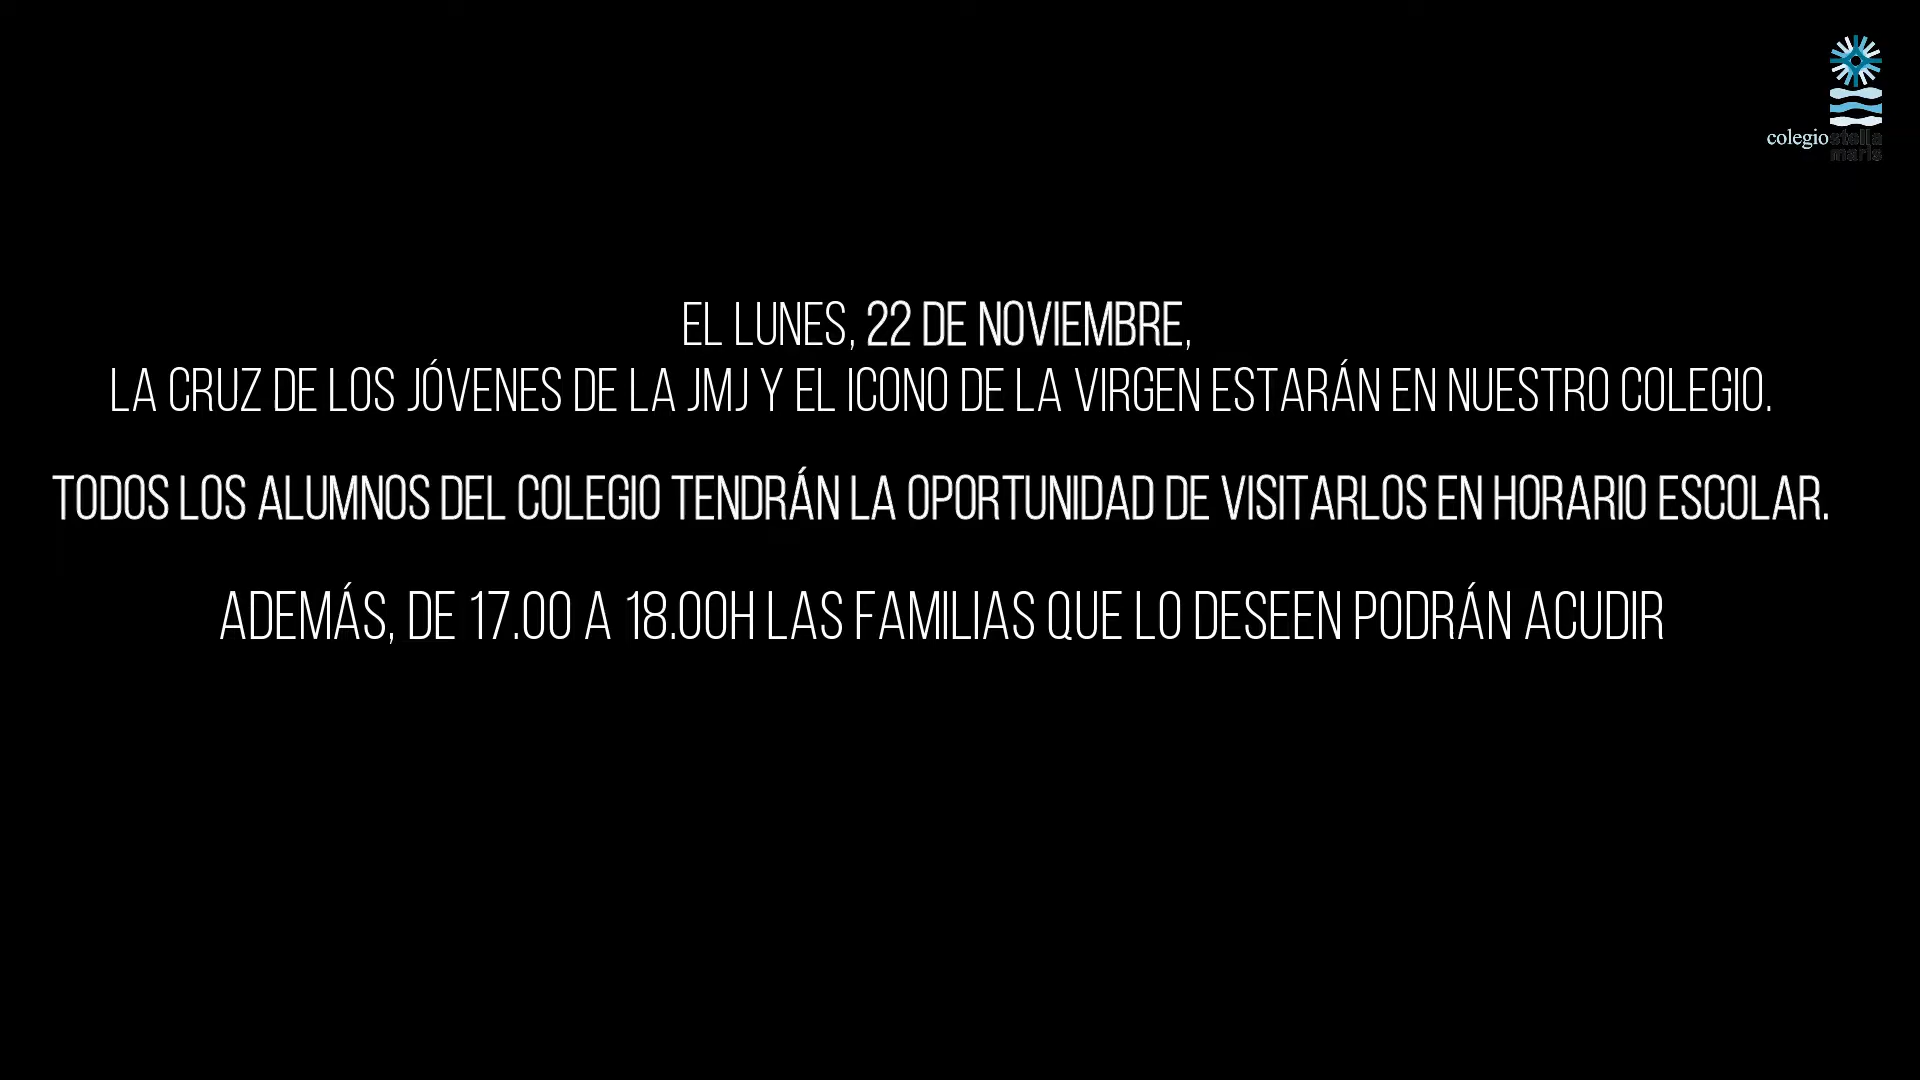 colegio stella
maris
EL LUNES, 22 DE NOVIEMBRE,
LA CRUZ DE LOS JÓVENES DE LA JMJ Y EL ICONO DE LA VIRGEN ESTARÁN EN NUESTRO COLEGIO.
TODOS LOS ALUMNOS DEL COLEGIO TENDRÁN LA OPORTUNIDAD DE VISITARLOS EN HORARIO ESCOLAR.
ADEMÁS, DE 17.00 A 18.00H LAS FAMILIAS QUE LO DESEEN PODRÁN ACUDIR